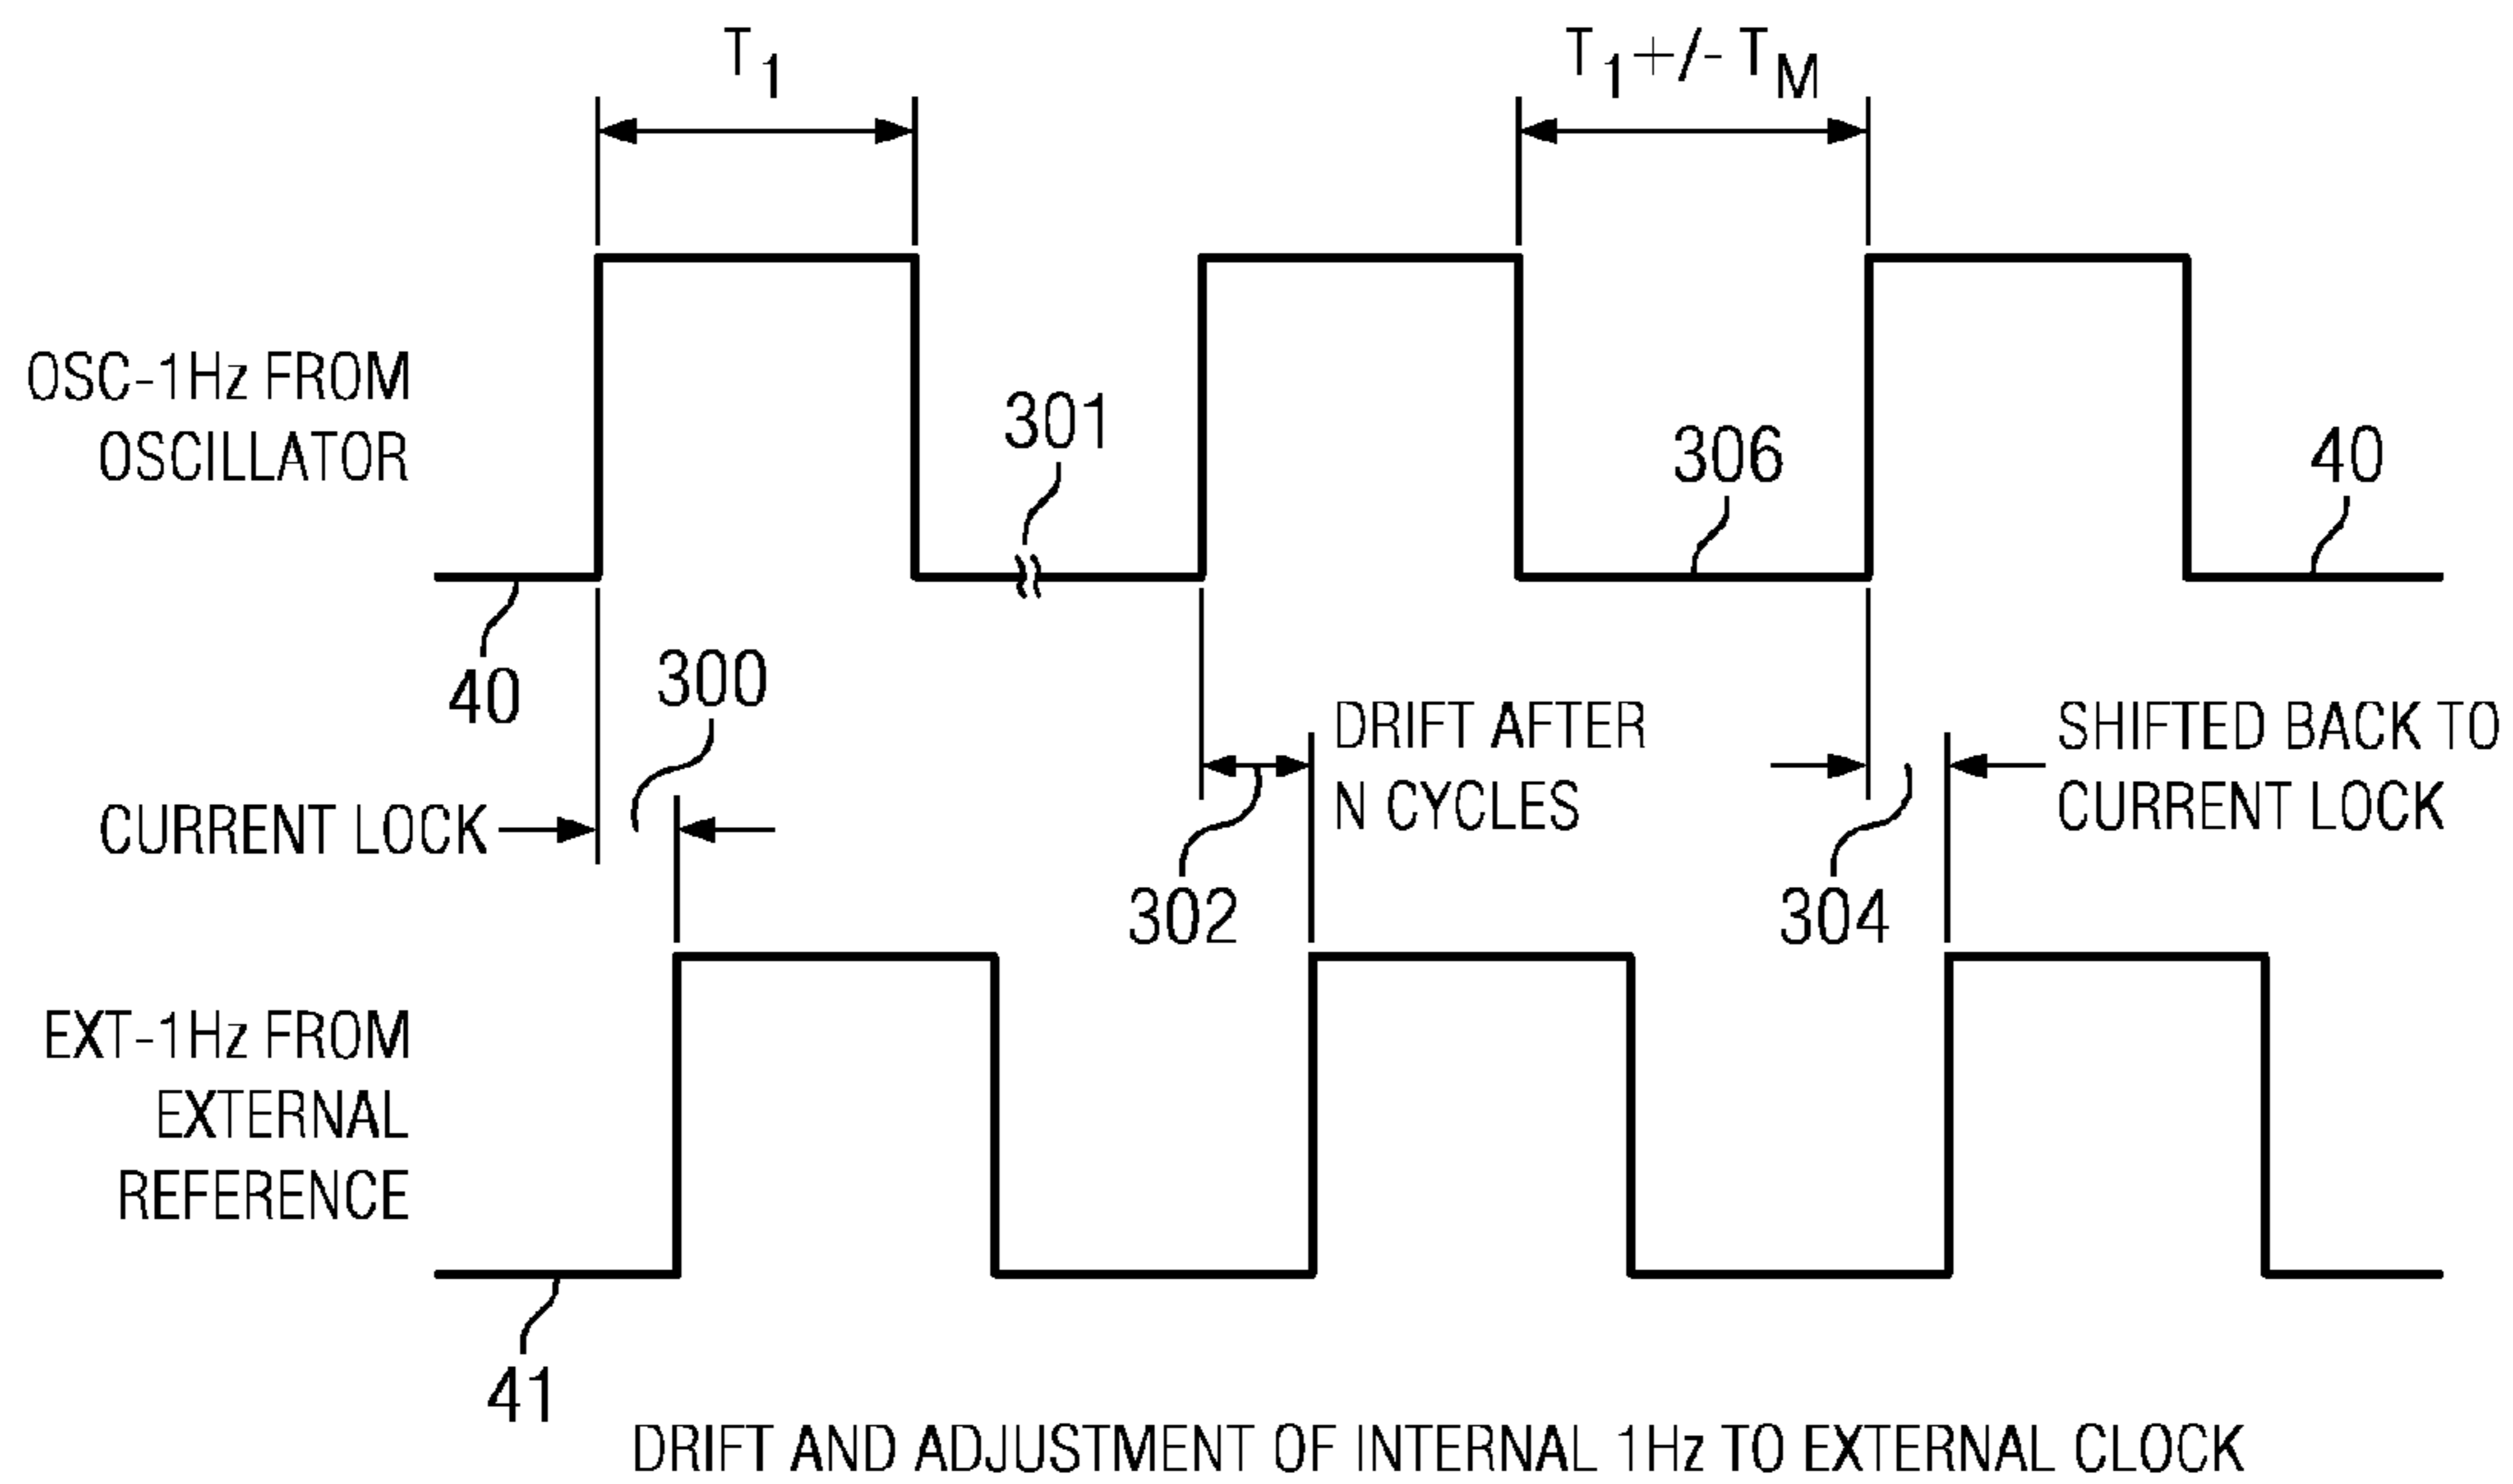 T1
T1+/- TM
OSC-1Hz FROM
OSCILLATOR
301
306
40
40
300
DRIFT AFTER
N CYCLES
SHIFTED BACK TO
CURRENT LOCK
CURRENT LOCK
302
304
EXT-1Hz FROM
EXTERNAL
REFERENCE
41
DRIFT AND ADJUSTMENT OF INTERNAL 1Hz TO EXTERNAL CLOCK